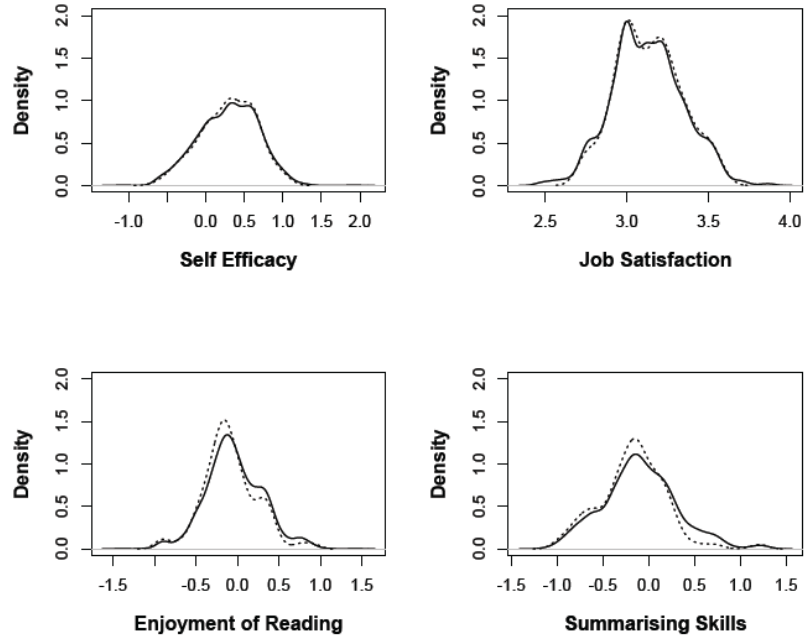 Density
2.0
1.5
1.0
0.5
0.0
-1.0 0.0 0.5 1.0 1.5 2.0
Self Efficacy
Density
2.0
1.5
1.0
0.5
0.0
2.5 3.0 3.5 4.0
Job Satisfaction
Density
2.0
1.5
1.0
0.5
0.0
-1.5 -0.5 0.0 0.5 1.0 1.5
Enjoyment of Reading
Density
2.0
1.5
1.0
0.5
0.0
-1.5 -1.0 -0.5 0.0 0.5 1.0 1.5
Summarising Skills